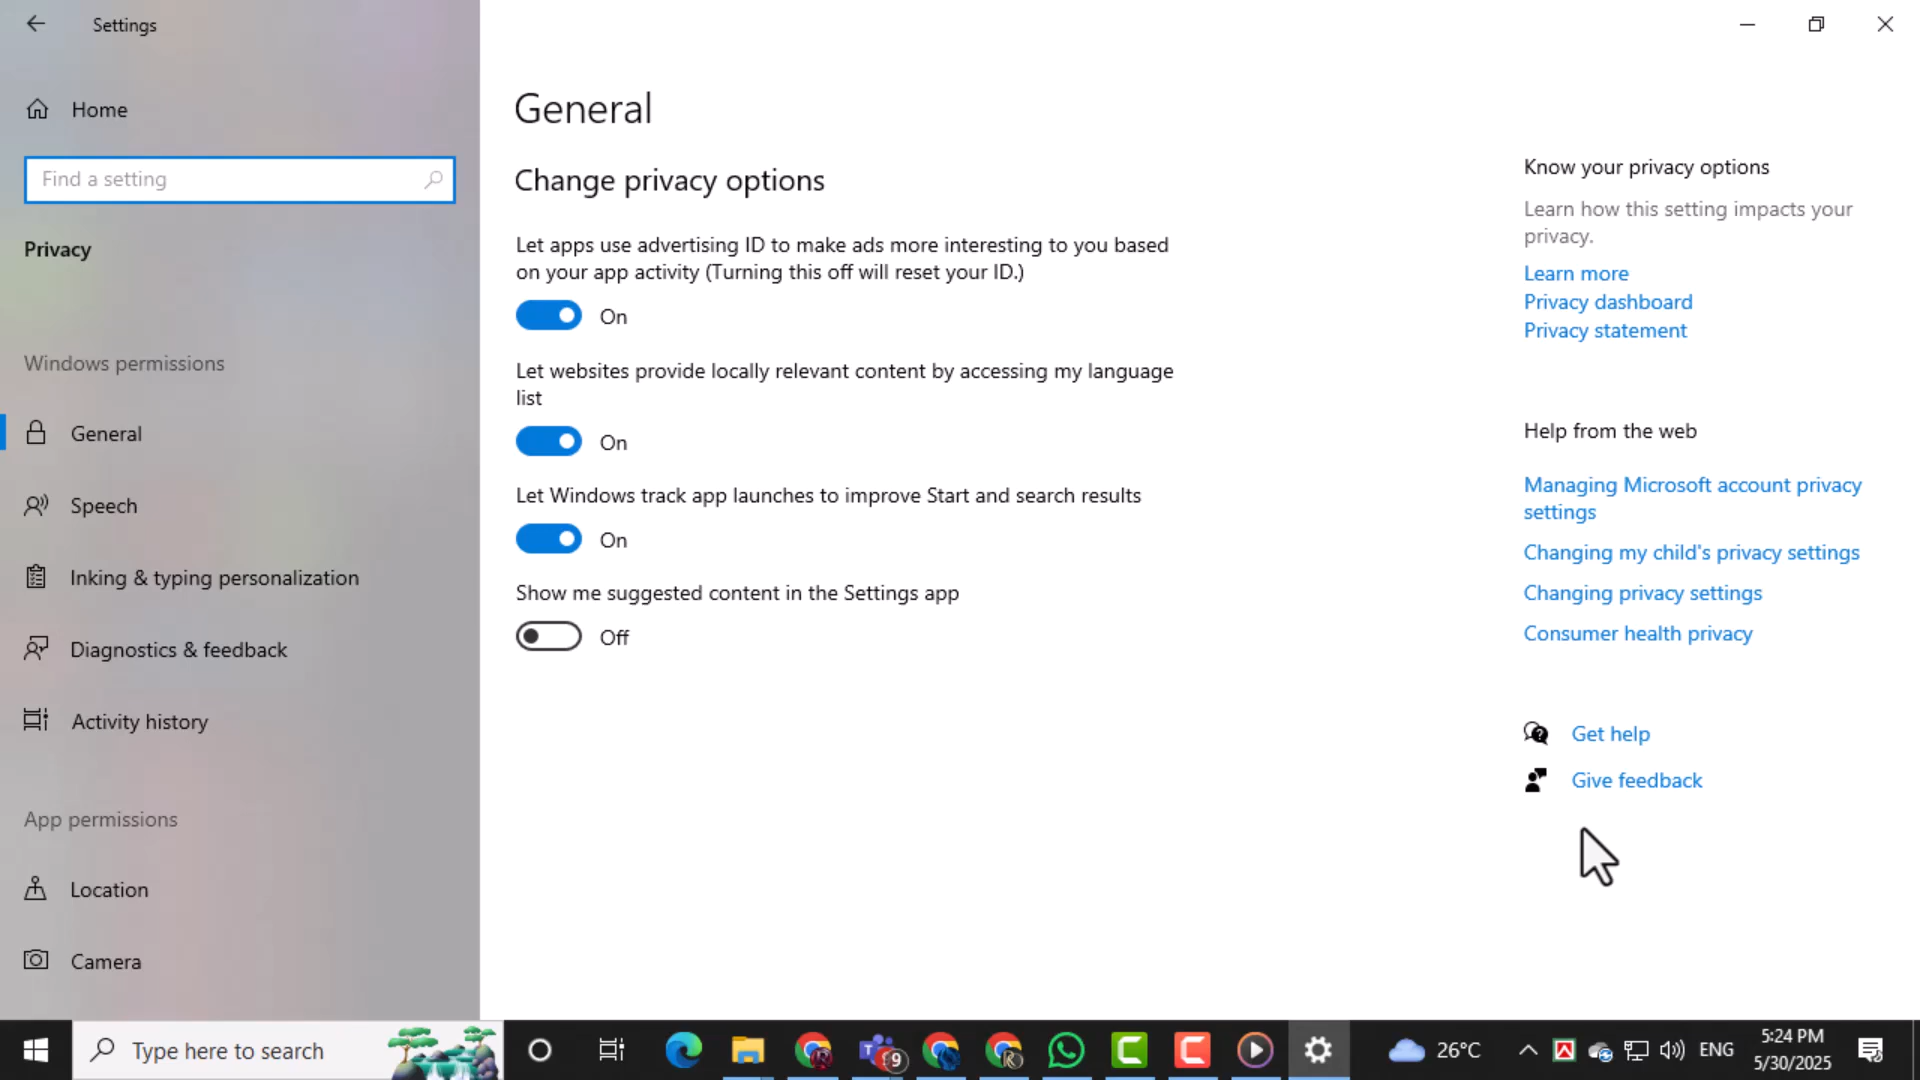 Settings
Home
Find a setting
Privacy
Windows permissions
General
Speech
Inking & typing personalization
Diagnostics & feedback
Activity history
App permissions
Location
Camera
General
Change privacy options
Let apps use advertising ID to make ads more interesting to you based
on your app activity (Turning this off will reset your ID.)
On
Let websites provide locally relevant content by accessing my language
list
On
Let Windows track app launches to improve Start and search results
On
Show me suggested content in the Settings app
Off
Know your privacy options
Learn how this setting impacts your
privacy.
Learn more
Privacy dashboard
Privacy statement
Help from the web
Managing Microsoft account privacy
settings
Changing my child's privacy settings
Changing privacy settings
Consumer health privacy
Get help
Give feedback
Type here to search
9
26°C
ENG
5:24 PM
5/30/2025